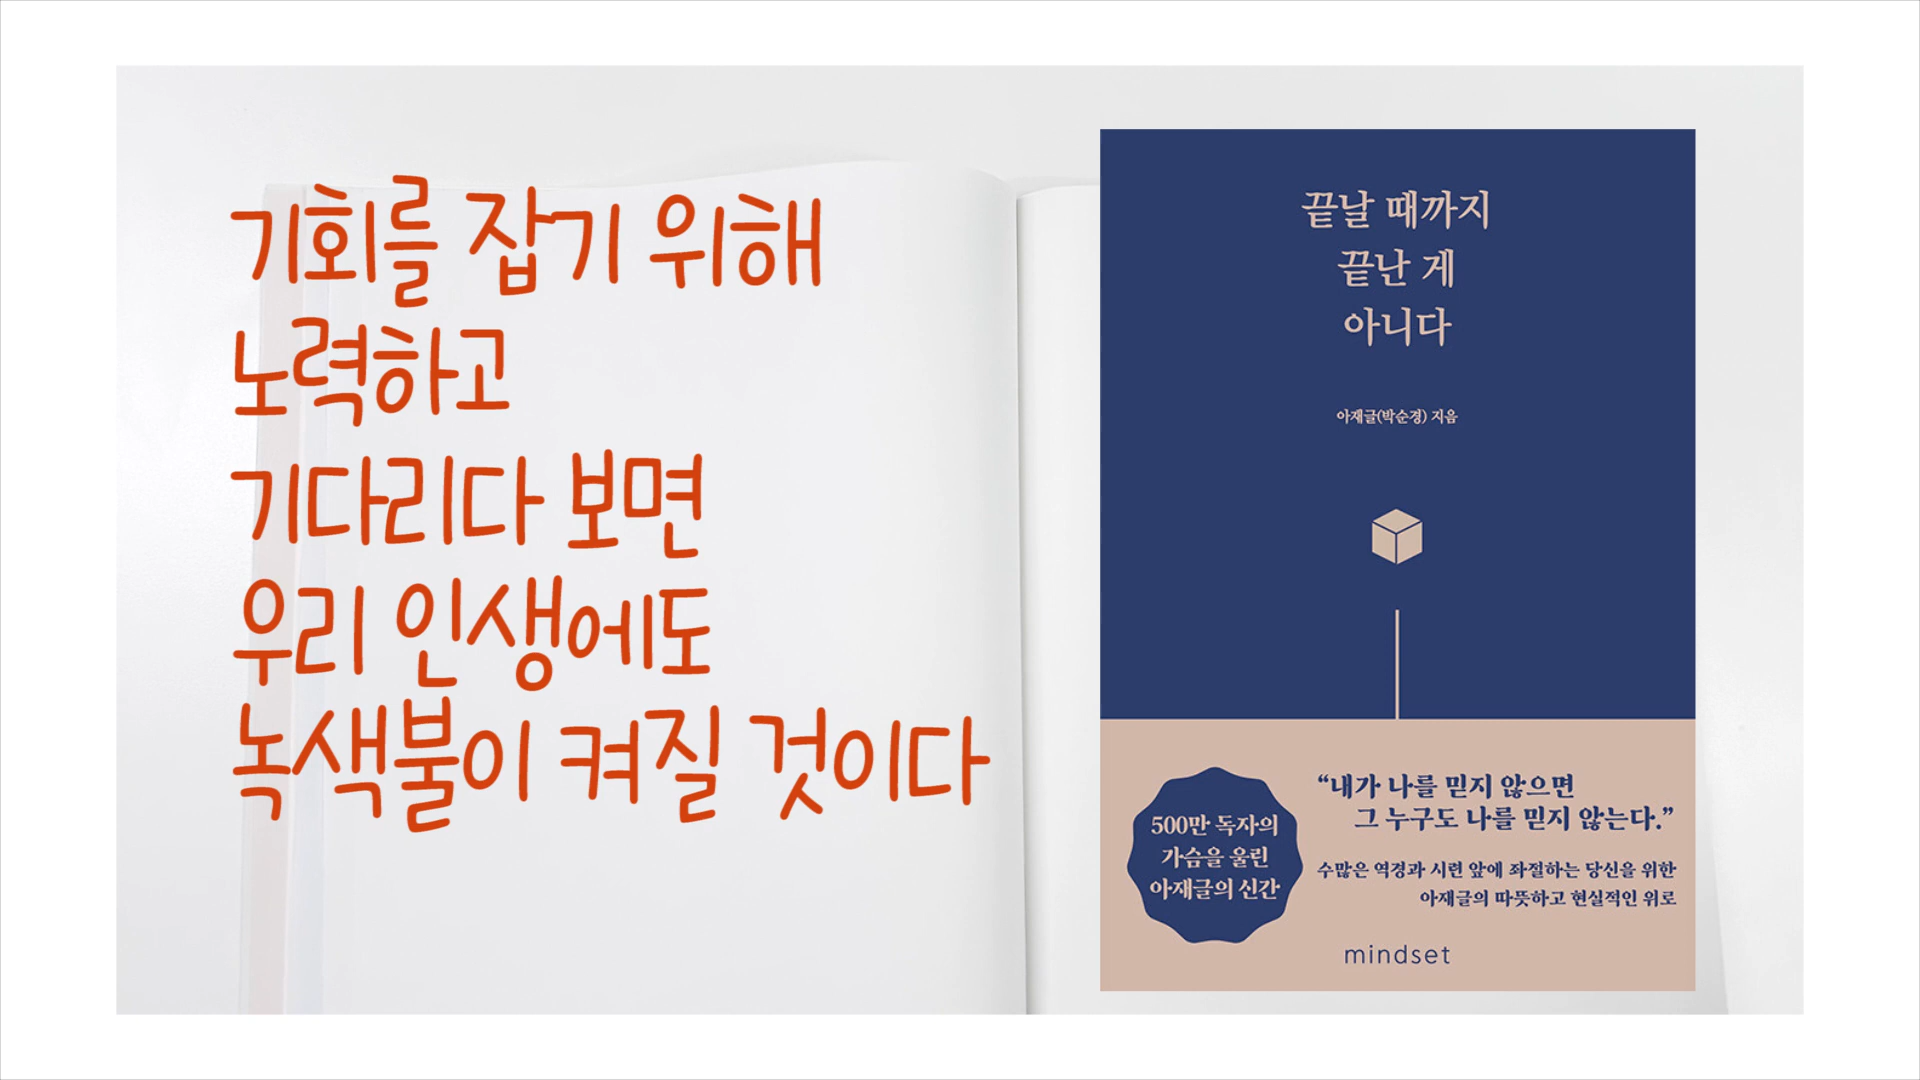 기회를 잡기 위해
노력하고
기다리다 보면
우리 인생에도
녹색불이 켜질 것이다
끝날 때까지
끝난 게
아니다
아재글(박순경) 지음
500만 독자의
가슴을 울린
아재글의 신간
“내가 나를 믿지 않으면
그 누구도 나를 믿지 않는다.”
수많은 역경과 시련 앞에 좌절하는 당신을 위한
아재글의 따뜻하고 현실적인 위로
mindset